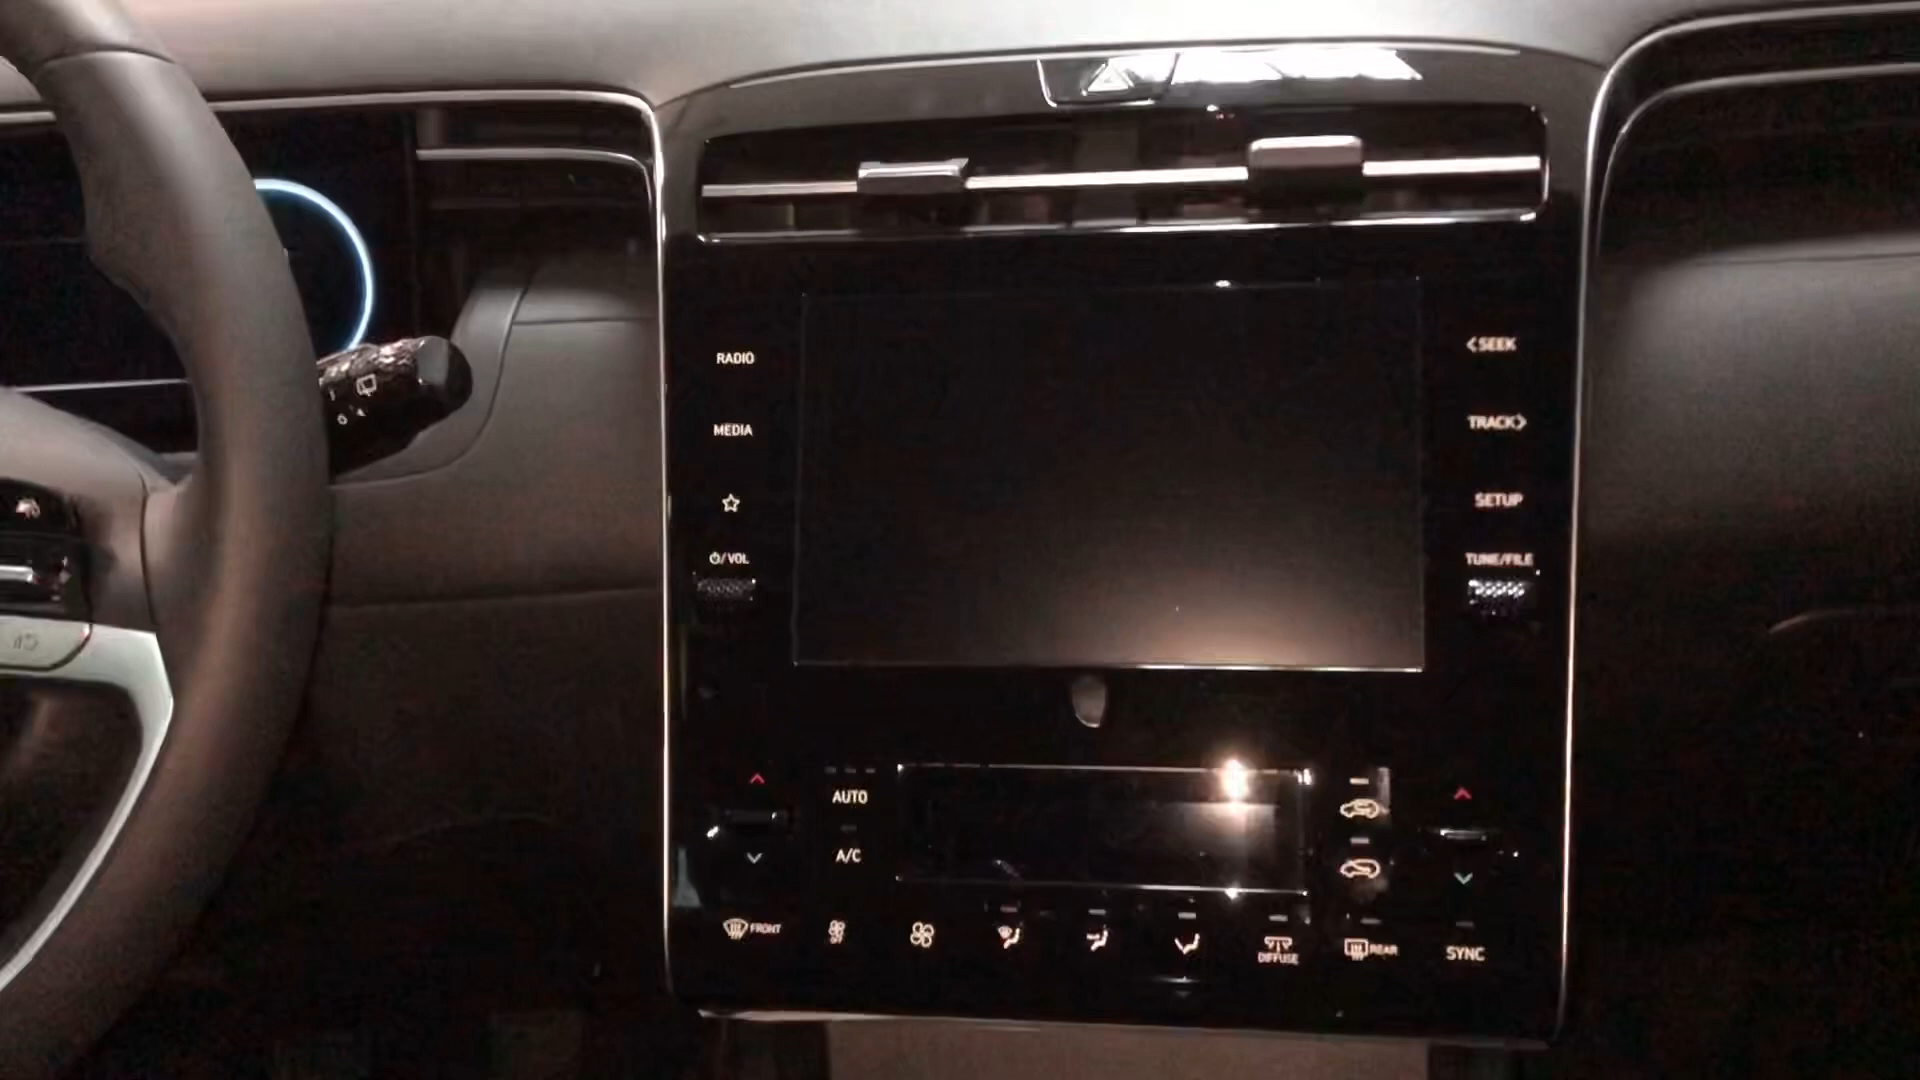 RADIO
MEDIA
/ VOL
<SEEK
TRACK>
SETUP
TUNE/FILE
AUTO
A/C
FRONT
DIFFUSE
REAR
SYNC